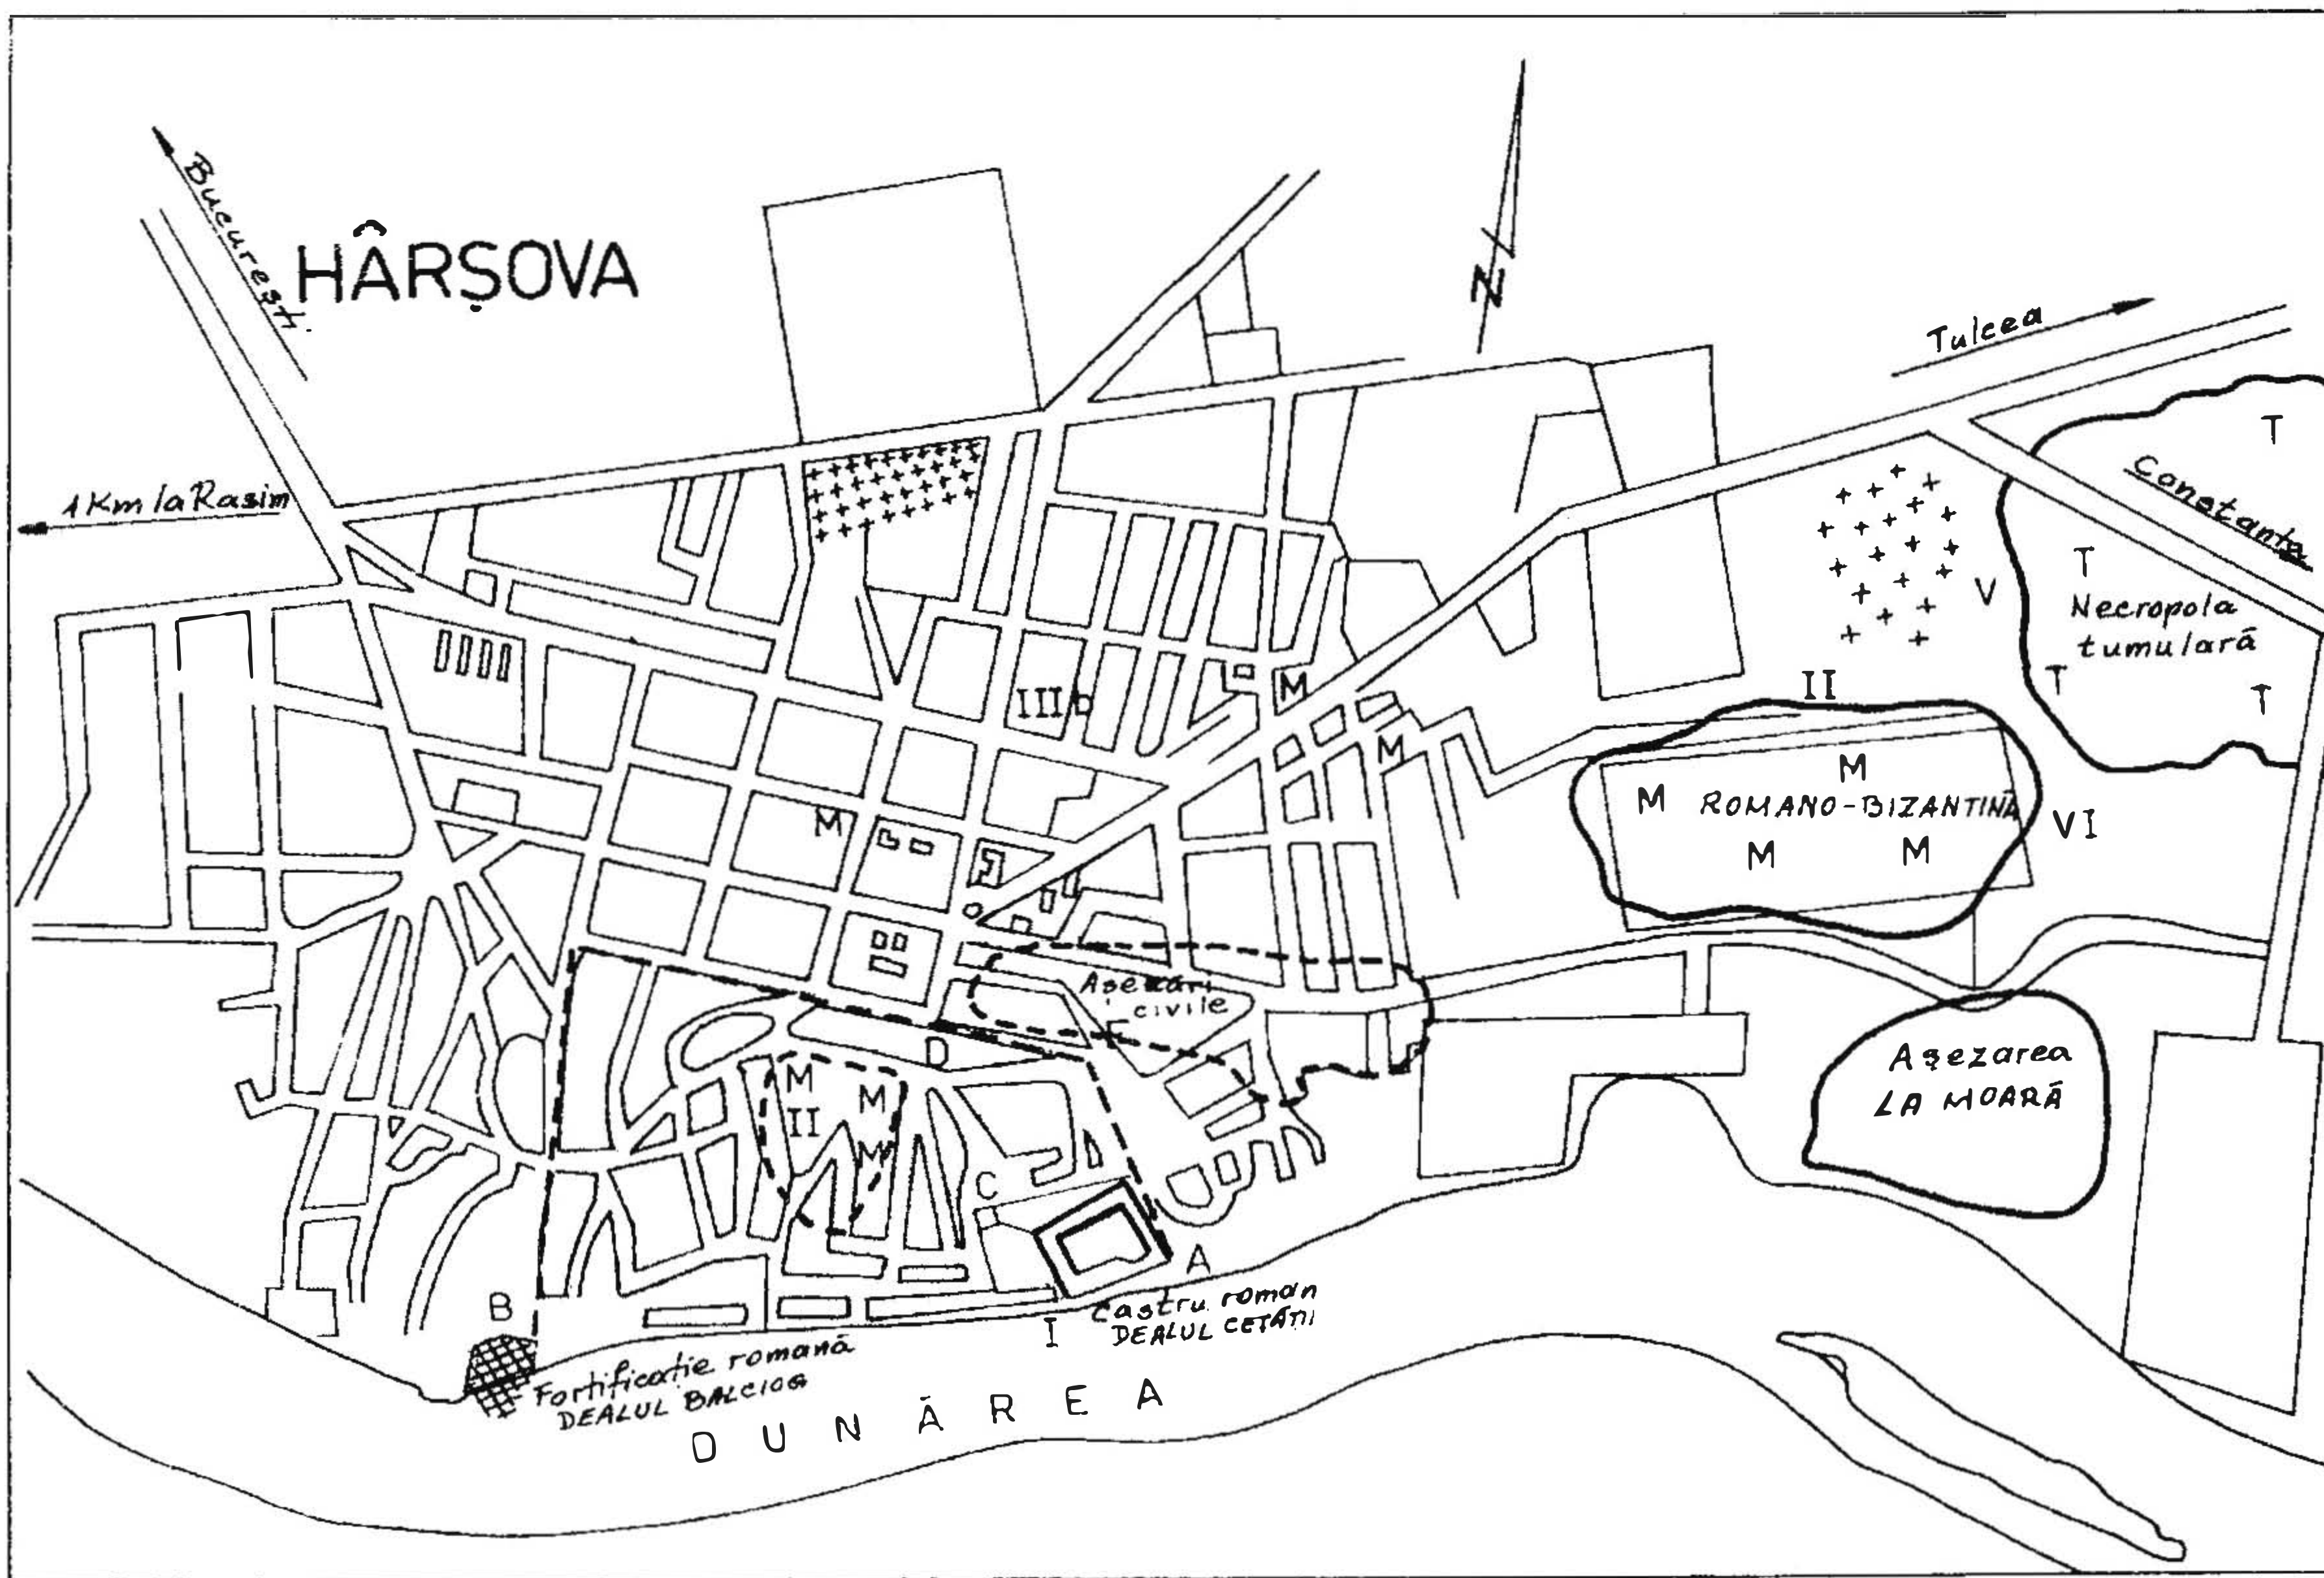 București
HÂRȘOVA
N
Tulcea
T
Constanța
1 Km la Rasim
T
V
Necropola
tumulară
T
T
II
III D
M
M
M
M
M ROMANO-BIZANTINĂ
VI
M
M
Așezări
civile
D
M
M
II
M
Așezarea
LA MOARĂ
C
A
B
Castru roman
DEALUL CETĂȚII
I
Fortificație romană
DEALUL BALCIOG
DUNĂREA